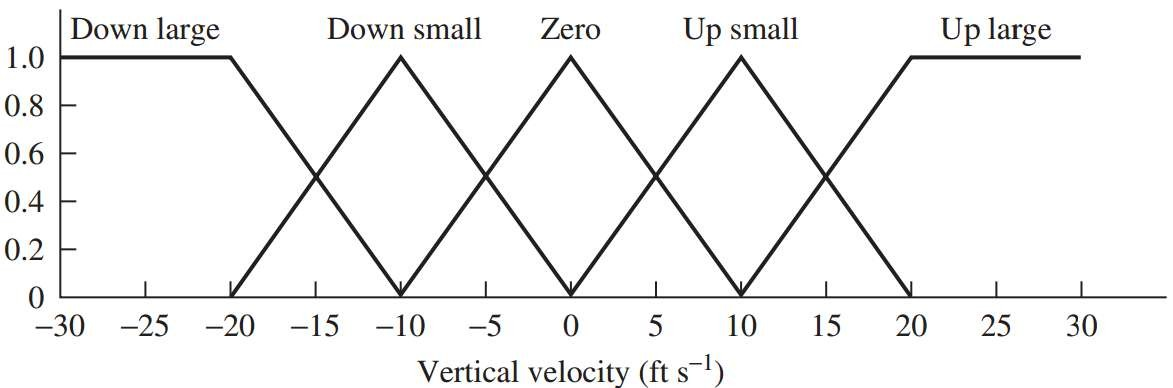 Down large Down small Zero Up small Up large
1.0
0.8
0.6
0.4
0.2
0
−30 −25 −20 −15 −10 −5 0 5 10 15 20 25 30
Vertical velocity (ft s⁻¹)